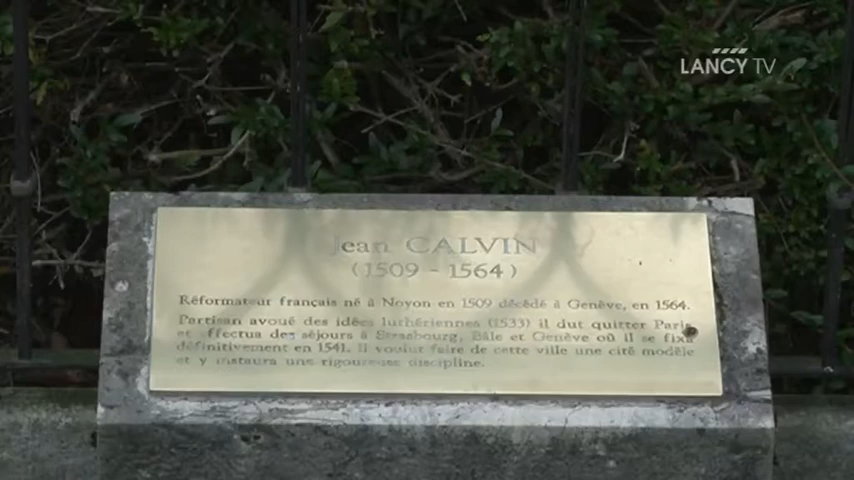 LANCY TV
Jean CALVIN
(1509 - 1564)
Réformateur français né à Noyon en 1509 décédé à Genève, en 1564.
Partisan avoué des idées luthériennes (1533) il dut quitter Paris
et effectua des séjours à Strasbourg, Bâle et Genève où il se fixa
définitivement en 1541. Il voulut faire de cette ville une cité modèle
et y instaura une rigoureuse discipline.